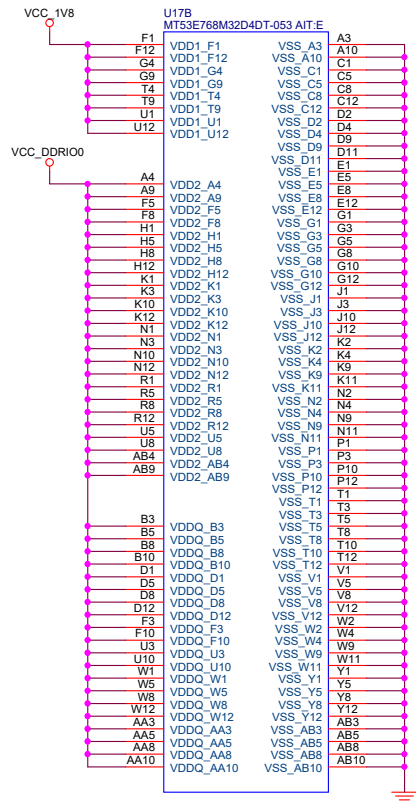 VCC_1V8
U17B
MT53E768M32D4DT-053 AIT:E
F1 VDD1_F1
F12 VDD1_F12
G4 VDD1_G4
G9 VDD1_G9
T4 VDD1_T4
T9 VDD1_T9
U1 VDD1_U1
U12 VDD1_U12
VCC_DDRIO0
A4 VDD2_A4
A9 VDD2_A9
F5 VDD2_F5
F8 VDD2_F8
H1 VDD2_H1
H5 VDD2_H5
H8 VDD2_H8
H12 VDD2_H12
K1 VDD2_K1
K3 VDD2_K3
K10 VDD2_K10
K12 VDD2_K12
N1 VDD2_N1
N3 VDD2_N3
N10 VDD2_N10
N12 VDD2_N12
R1 VDD2_R1
R5 VDD2_R5
R8 VDD2_R8
R12 VDD2_R12
U5 VDD2_U5
U8 VDD2_U8
AB4 VDD2_AB4
AB9 VDD2_AB9
B3 VDDQ_B3
B5 VDDQ_B5
B8 VDDQ_B8
B10 VDDQ_B10
D1 VDDQ_D1
D5 VDDQ_D5
D8 VDDQ_D8
D12 VDDQ_D12
F3 VDDQ_F3
F10 VDDQ_F10
U3 VDDQ_U3
U10 VDDQ_U10
W1 VDDQ_W1
W5 VDDQ_W5
W8 VDDQ_W8
W12 VDDQ_W12
AA3 VDDQ_AA3
AA5 VDDQ_AA5
AA8 VDDQ_AA8
AA10 VDDQ_AA10
VSS_A3 A3
VSS_A10 A10
VSS_C1 C1
VSS_C5 C5
VSS_C8 C8
VSS_C12 C12
VSS_D2 D2
VSS_D4 D4
VSS_D9 D9
VSS_D11 D11
VSS_E1 E1
VSS_E5 E5
VSS_E8 E8
VSS_E12 E12
VSS_G1 G1
VSS_G3 G3
VSS_G5 G5
VSS_G8 G8
VSS_G10 G10
VSS_G12 G12
VSS_J1 J1
VSS_J3 J3
VSS_J10 J10
VSS_J12 J12
VSS_K2 K2
VSS_K4 K4
VSS_K9 K9
VSS_K11 K11
VSS_N2 N2
VSS_N4 N4
VSS_N9 N9
VSS_N11 N11
VSS_P1 P1
VSS_P3 P3
VSS_P10 P10
VSS_P12 P12
VSS_T1 T1
VSS_T3 T3
VSS_T5 T5
VSS_T8 T8
VSS_T10 T10
VSS_T12 T12
VSS_V1 V1
VSS_V5 V5
VSS_V8 V8
VSS_V12 V12
VSS_W2 W2
VSS_W4 W4
VSS_W9 W9
VSS_W11 W11
VSS_Y1 Y1
VSS_Y5 Y5
VSS_Y8 Y8
VSS_Y12 Y12
VSS_AB3 AB3
VSS_AB5 AB5
VSS_AB8 AB8
VSS_AB10 AB10